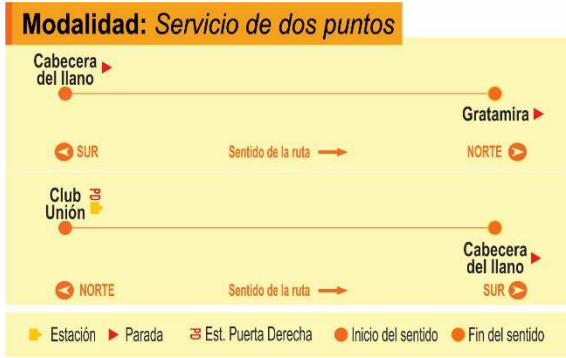 Modalidad: Servicio de dos puntos
Cabecera
del llano
Gratamira
SUR Sentido de la ruta NORTE
Club
Unión
PD
Cabecera
del llano
NORTE Sentido de la ruta SUR
Estación Parada PD Est. Puerta Derecha Inicio del sentido Fin del sentido